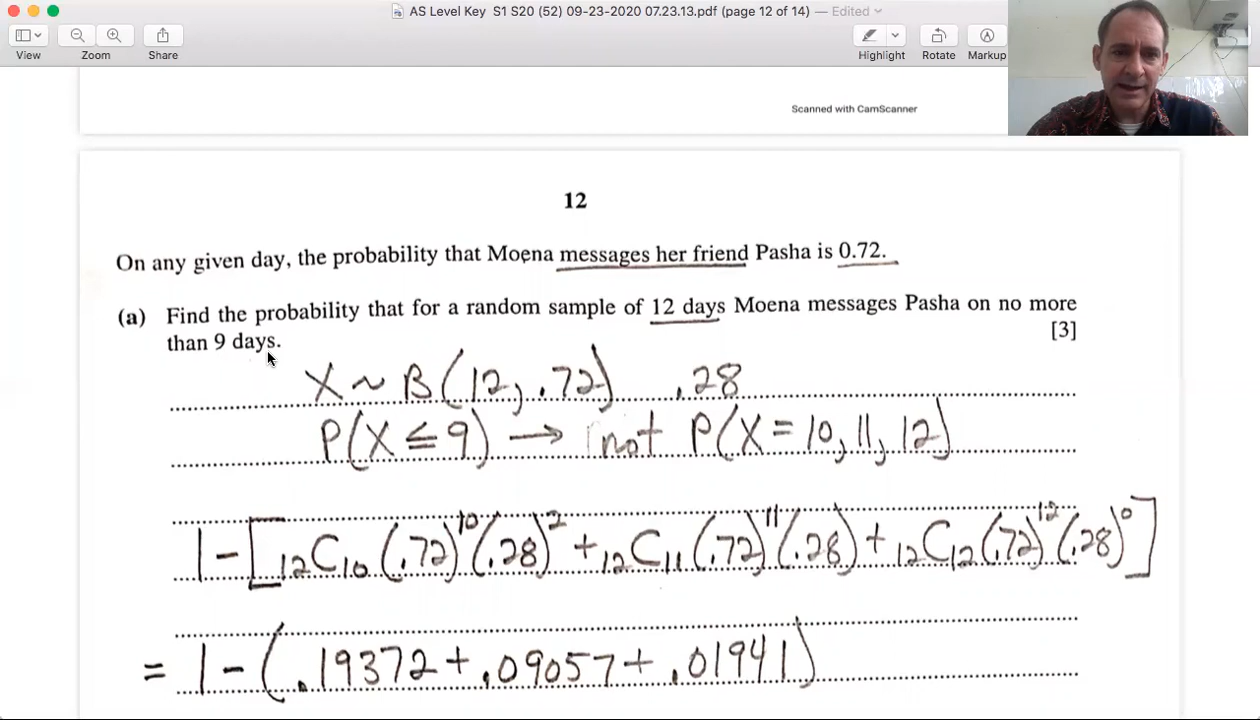 AS Level Key S1 S20 (52) 09-23-2020 07.23.13.pdf (page 12 of 14) — Edited
View Zoom Share Highlight Rotate Markup
Scanned with CamScanner
12
On any given day, the probability that Moena messages her friend Pasha is 0.72.
(a) Find the probability that for a random sample of 12 days Moena messages Pasha on no more
than 9 days. [3]
X ~ B(12, .72) .28
P(X ≤ 9) → not P(X = 10, 11, 12)
1 - [₁₂C₁₀ (.72)¹⁰(.28)² + ₁₂C₁₁ (.72)¹¹(.28) + ₁₂C₁₂ (.72)¹²(.28)⁰]
= 1 - (.19372 + .09057 + .01941)